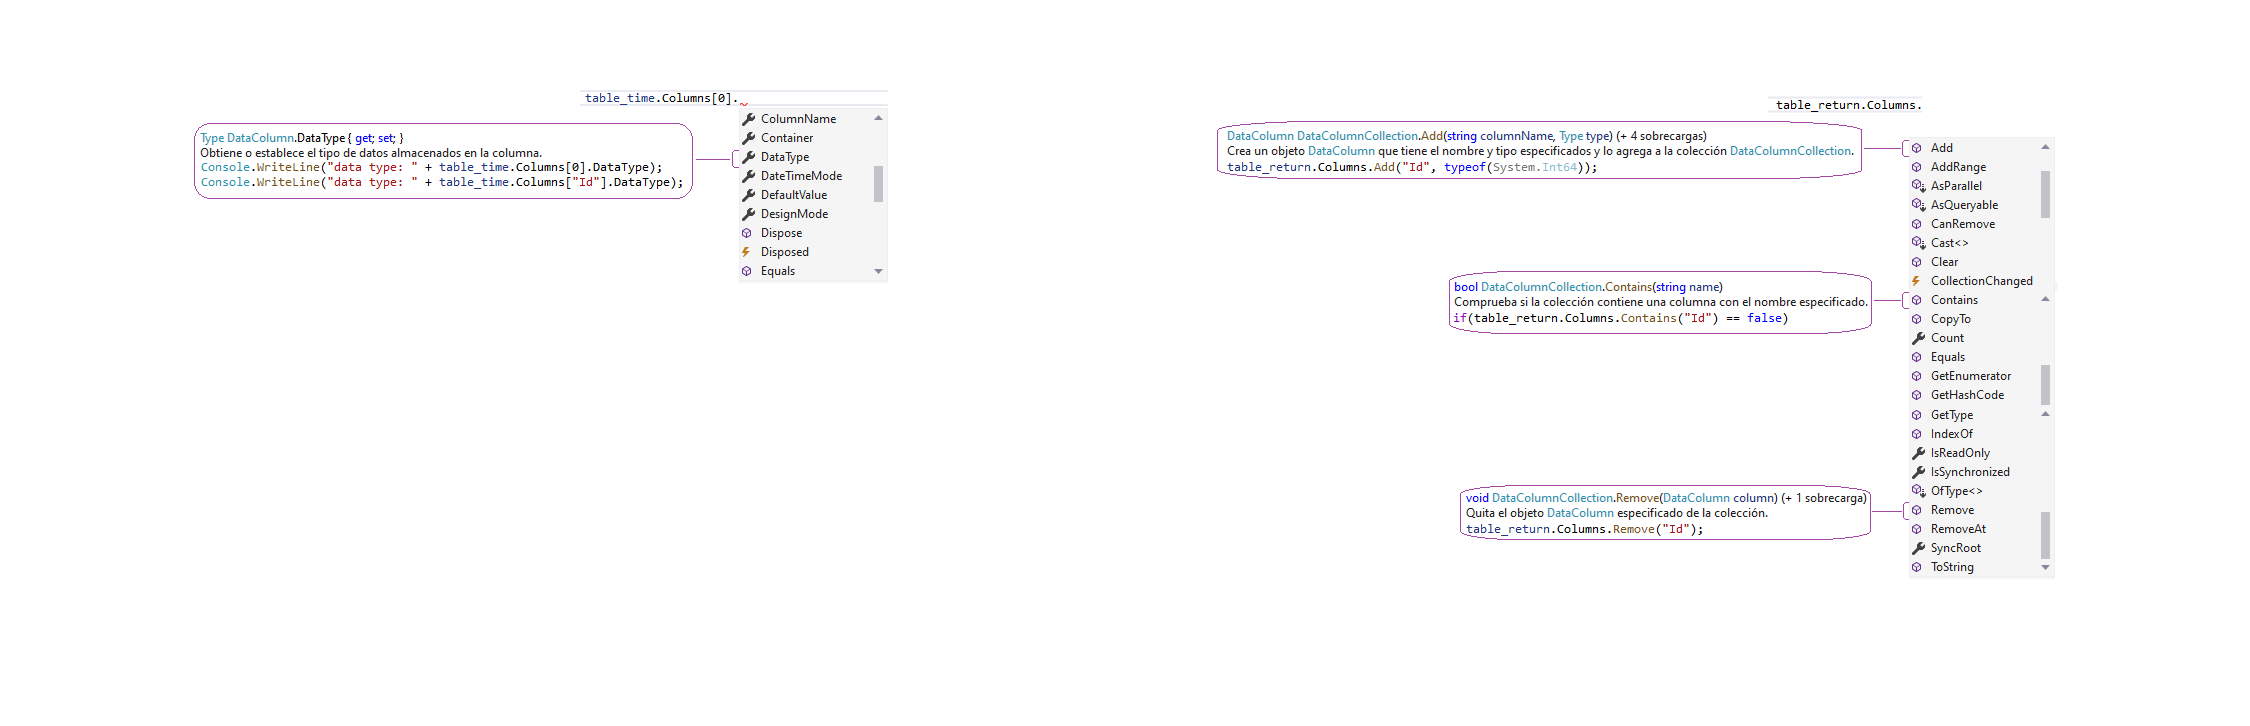 table_time.Columns[0].
Type DataColumn.DataType { get; set; }
Obtiene o establece el tipo de datos almacenados en la columna.
Console.WriteLine("data type: " + table_time.Columns[0].DataType);
Console.WriteLine("data type: " + table_time.Columns["Id"].DataType);
ColumnName
Container
DataType
DateTimeMode
DefaultValue
DesignMode
Dispose
Disposed
Equals
table_return.Columns.
DataColumn DataColumnCollection.Add(string columnName, Type type) (+ 4 sobrecargas)
Crea un objeto DataColumn que tiene el nombre y tipo especificados y lo agrega a la colección DataColumnCollection.
table_return.Columns.Add("Id", typeof(System.Int64));
bool DataColumnCollection.Contains(string name)
Comprueba si la colección contiene una columna con el nombre especificado.
if(table_return.Columns.Contains("Id") == false)
void DataColumnCollection.Remove(DataColumn column) (+ 1 sobrecarga)
Quita el objeto DataColumn especificado de la colección.
table_return.Columns.Remove("Id");
Add
AddRange
AsParallel
AsQueryable
CanRemove
Cast<>
Clear
CollectionChanged
Contains
CopyTo
Count
Equals
GetEnumerator
GetHashCode
GetType
IndexOf
IsReadOnly
IsSynchronized
OfType<>
Remove
RemoveAt
SyncRoot
ToString